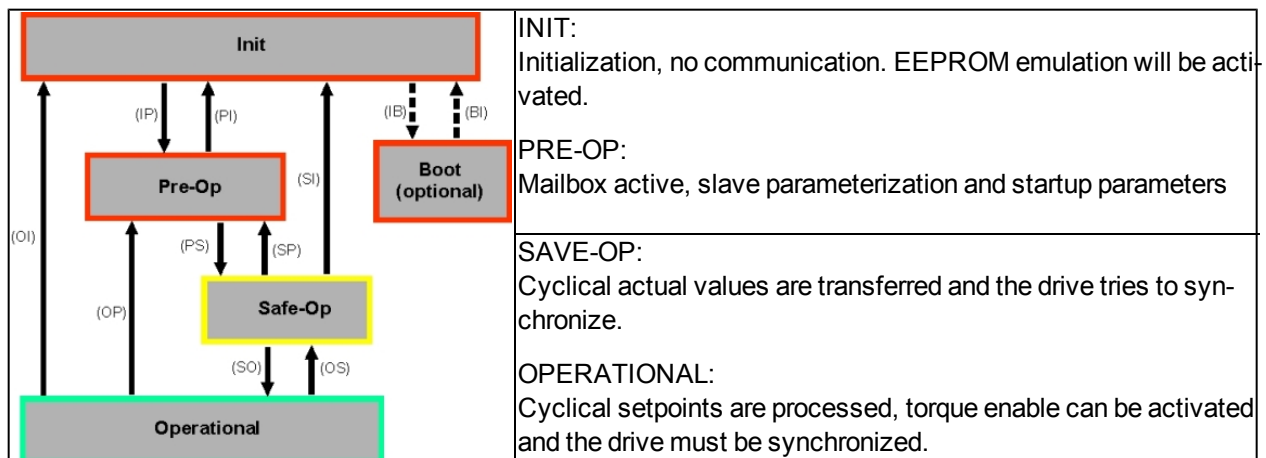 Init
(IP)
(PI)
(IB)
(BI)
Pre-Op
(SI)
Boot
(optional)
(OI)
(PS)
(SP)
(OP)
Safe-Op
(SO)
(OS)
Operational
INIT:
Initialization, no communication. EEPROM emulation will be acti-
vated.
PRE-OP:
Mailbox active, slave parameterization and startup parameters
SAVE-OP:
Cyclical actual values are transferred and the drive tries to syn-
chronize.
OPERATIONAL:
Cyclical setpoints are processed, torque enable can be activated
and the drive must be synchronized.